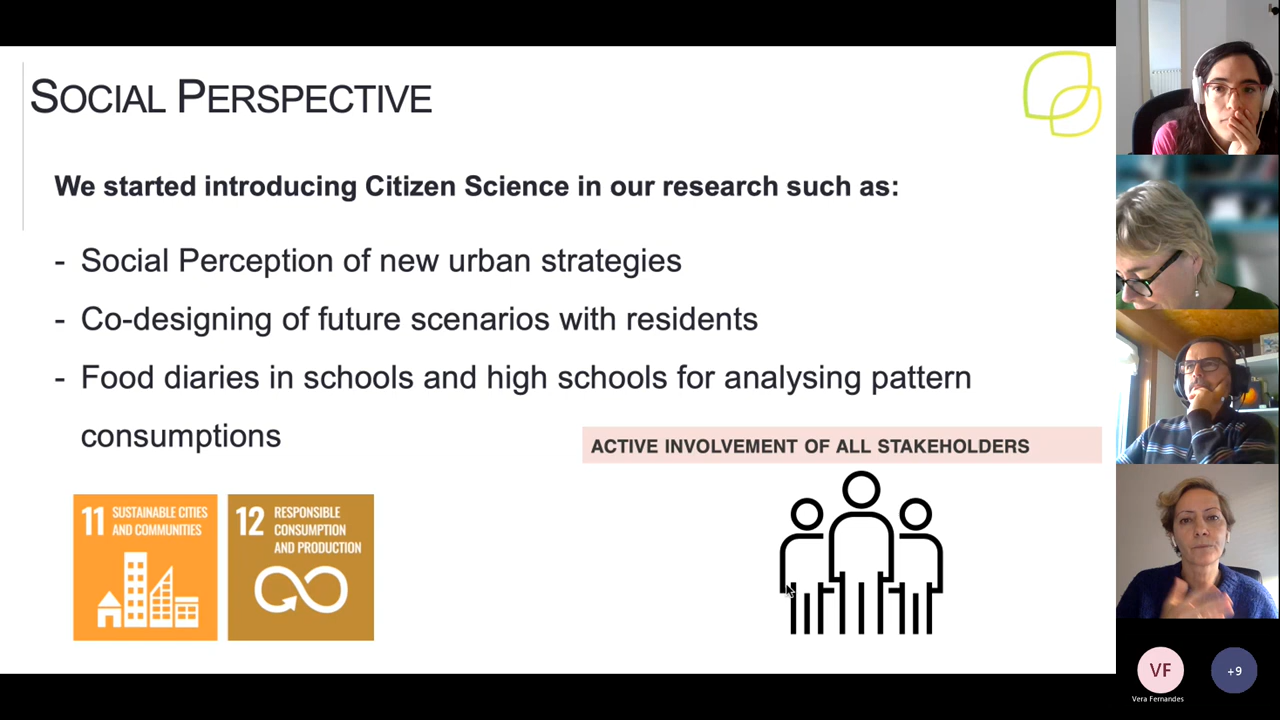 SOCIAL PERSPECTIVE
We started introducing Citizen Science in our research such as:
- Social Perception of new urban strategies
- Co-designing of future scenarios with residents
- Food diaries in schools and high schools for analysing pattern
consumptions
ACTIVE INVOLVEMENT OF ALL STAKEHOLDERS
11 SUSTAINABLE CITIES
AND COMMUNITIES
12 RESPONSIBLE
CONSUMPTION
AND PRODUCTION
VF
Vera Fernandes
+9